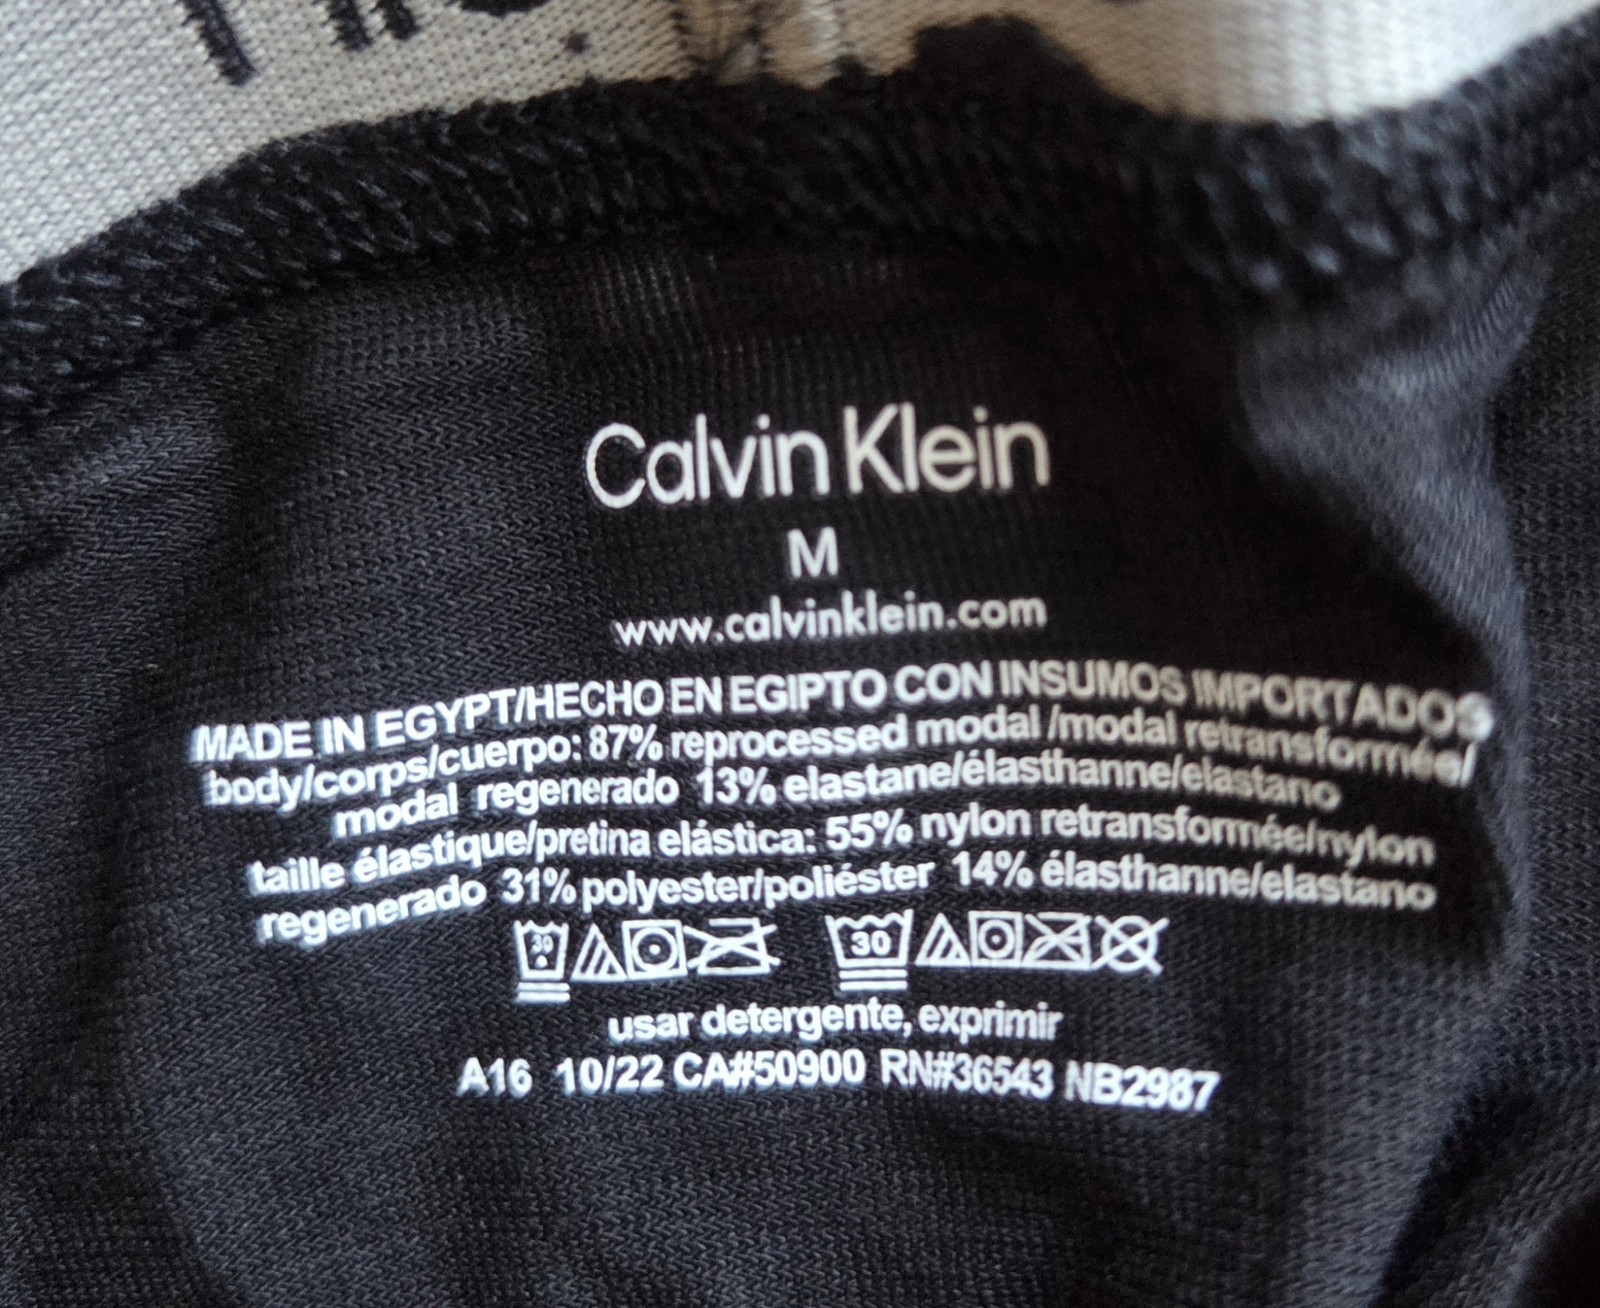 Calvin Klein
M
www.calvinklein.com
MADE IN EGYPT/HECHO EN EGIPTO CON INSUMOS IMPORTADOS
body/corps/cuerpo: 87% reprocessed modal /modal retransformée/
modal regenerado 13% elastane/élasthanne/elastano
taille élastique/pretina elástica: 55% nylon retransformée/nylon
regenerado 31% polyester/poliéster 14% élasthanne/elastano
30 30
usar detergente, exprimir
A16 10/22 CA#50900 RN#36543 NB2987